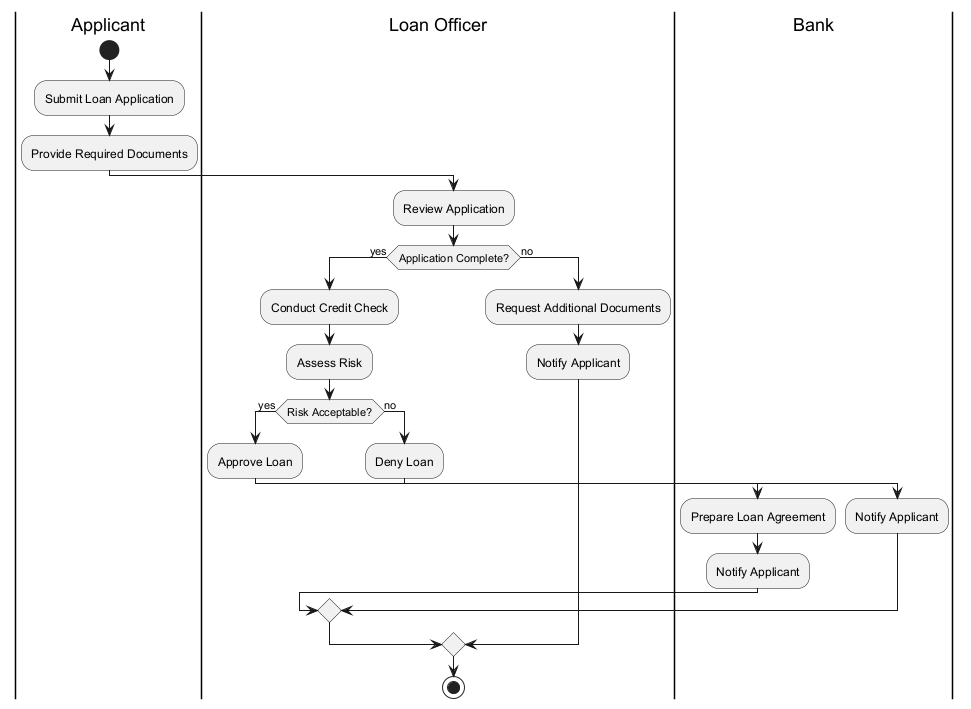 Applicant
Loan Officer
Bank
Submit Loan Application
Provide Required Documents
Review Application
yes
Application Complete?
no
Conduct Credit Check
Request Additional Documents
Assess Risk
Notify Applicant
yes
Risk Acceptable?
no
Approve Loan
Deny Loan
Prepare Loan Agreement
Notify Applicant
Notify Applicant